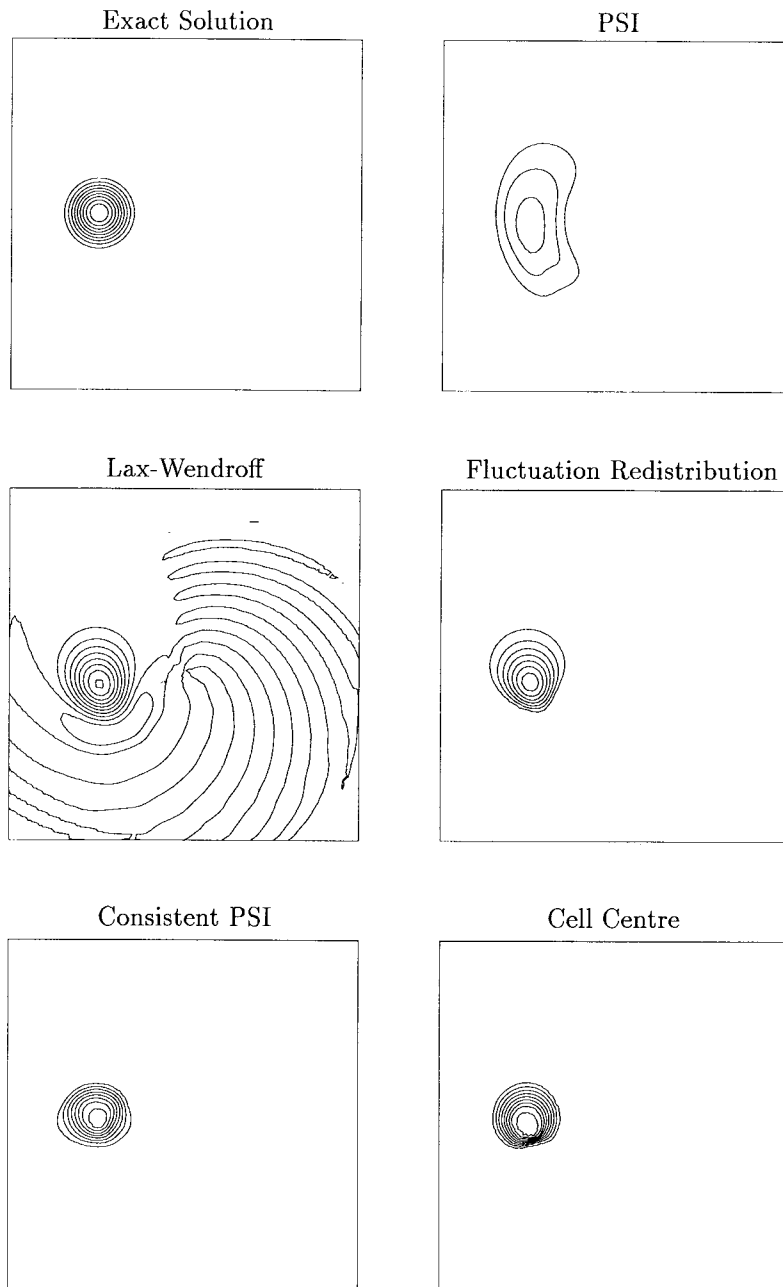 Exact Solution
PSI
Lax-Wendroff
Fluctuation Redistribution
Consistent PSI
Cell Centre